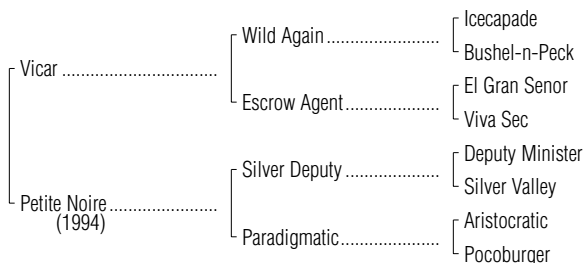 Icecapade
Wild Again
Bushel-n-Peck
Vicar
El Gran Senor
Escrow Agent
Viva Sec
Deputy Minister
Silver Deputy
Silver Valley
Petite Noire
(1994)
Aristocratic
Paradigmatic
Pocoburger